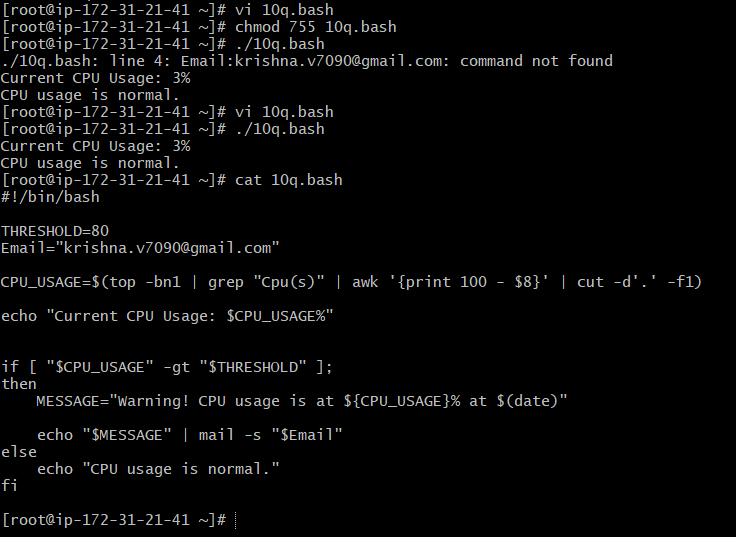 [root@ip-172-31-21-41 ~]# vi 10q.bash
[root@ip-172-31-21-41 ~]# chmod 755 10q.bash
[root@ip-172-31-21-41 ~]# ./10q.bash
./10q.bash: line 4: Email:krishna.v7090@gmail.com: command not found
Current CPU Usage: 3%
CPU usage is normal.
[root@ip-172-31-21-41 ~]# vi 10q.bash
[root@ip-172-31-21-41 ~]# ./10q.bash
Current CPU Usage: 3%
CPU usage is normal.
[root@ip-172-31-21-41 ~]# cat 10q.bash
#!/bin/bash

THRESHOLD=80
Email="krishna.v7090@gmail.com"

CPU_USAGE=$(top -bn1 | grep "Cpu(s)" | awk '{print 100 - $8}' | cut -d'.' -f1)

echo "Current CPU Usage: $CPU_USAGE%"


if [ "$CPU_USAGE" -gt "$THRESHOLD" ];
then
    MESSAGE="Warning! CPU usage is at ${CPU_USAGE}% at $(date)"

    echo "$MESSAGE" | mail -s "$Email"
else
    echo "CPU usage is normal."
fi

[root@ip-172-31-21-41 ~]#